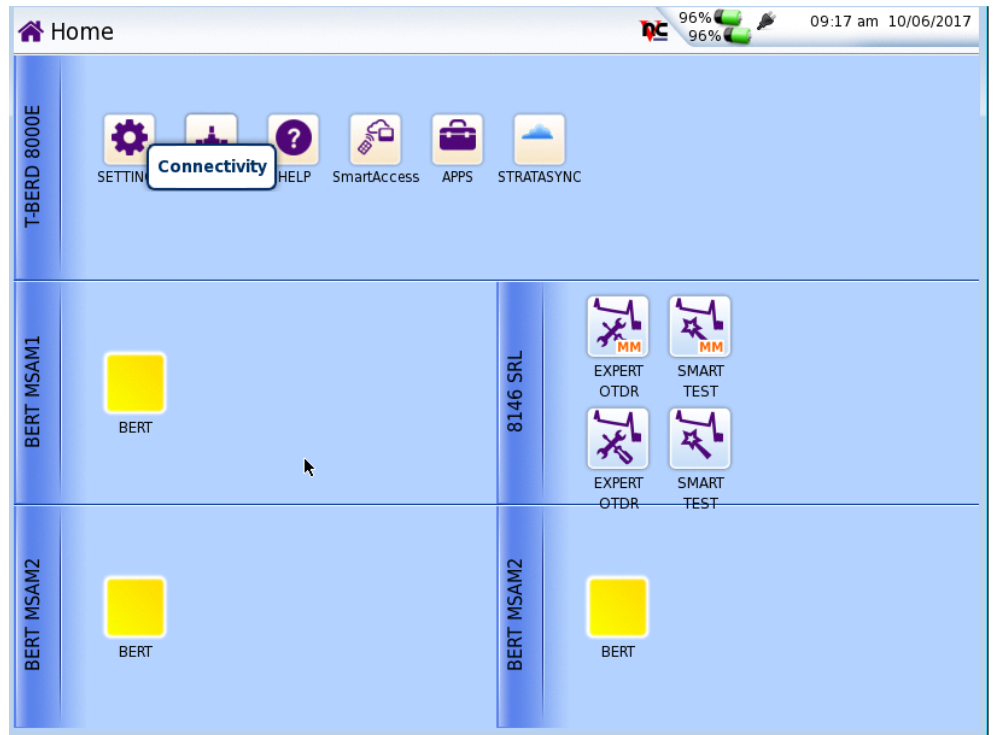 Home
96%
96%
09:17 am 10/06/2017
T-BERD 8000E
Connectivity
SETTIN HELP SmartAccess APPS STRATASYNC
BERT MSAM1
BERT
8146 SRL
MM MM
EXPERT SMART
OTDR TEST
EXPERT SMART
OTDR TEST
BERT MSAM2
BERT
BERT MSAM2
BERT